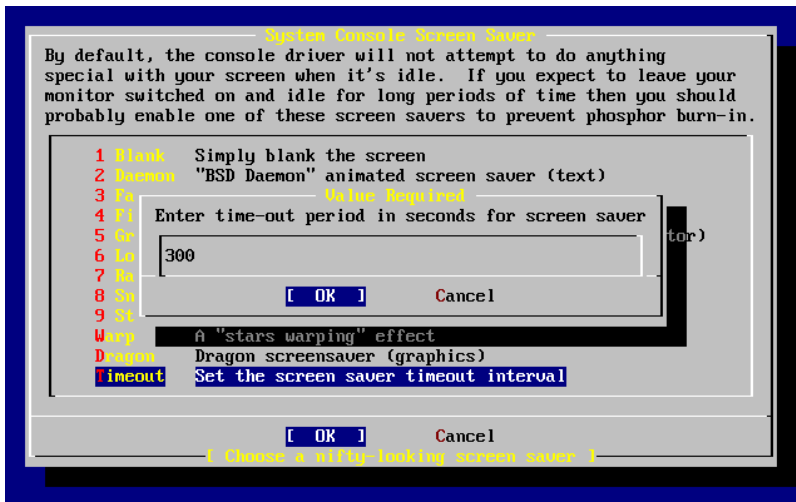 System Console Screen Saver
By default, the console driver will not attempt to do anything
special with your screen when it's idle.  If you expect to leave your
monitor switched on and idle for long periods of time then you should
probably enable one of these screen savers to prevent phosphor burn-in.
1 Blank Simply blank the screen
2 Daemon "BSD Daemon" animated screen saver (text)
3 Fa
Value Required
4 Fi
Enter time-out period in seconds for screen saver
5 Gr tor)
6 Lo
300
7 Ra
8 Sn
[ OK ] Cancel
9 St
Warp A "stars warping" effect
Dragon Dragon screensaver (graphics)
Timeout Set the screen saver timeout interval
[ OK ] Cancel
[ Choose a nifty-looking screen saver ]